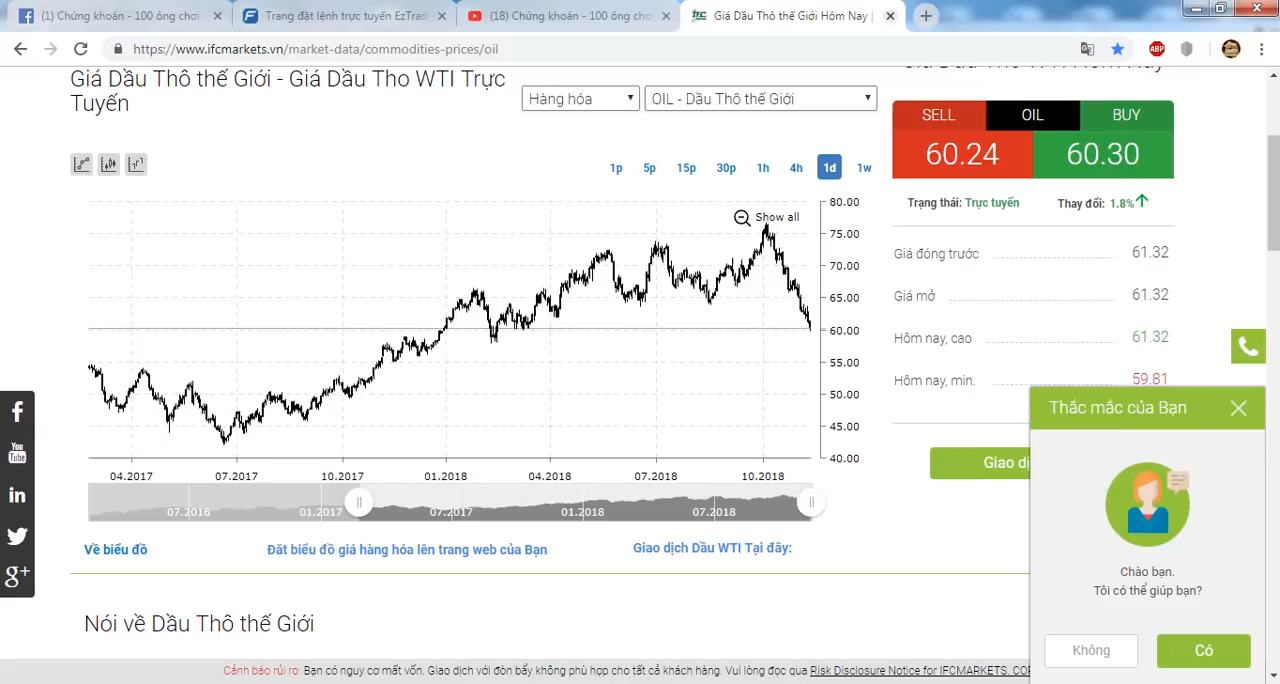 (1) Chứng khoán - 100 ông chơi
Trang đặt lệnh trực tuyến EzTrad
(18) Chứng khoán - 100 ông cho
Giá Dầu Thô thế Giới Hôm Nay |
https://www.ifcmarkets.vn/market-data/commodities-prices/oil
ABP
Giá Dầu Thô thế Giới - Giá Dầu Tho WTI Trực
Tuyến
Hàng hóa
OIL - Dầu Thô thế Giới
1p 5p 15p 30p 1h 4h 1d 1w
Show all
80.00
75.00
70.00
65.00
60.00
55.00
50.00
45.00
40.00
04.2017 07.2017 10.2017 01.2018 04.2018 07.2018 10.2018
07.2016 01.2017 07.2017 01.2018 07.2018
Về biểu đồ
Đặt biểu đồ giá hàng hóa lên trang web của Bạn
Giao dịch Dầu WTI Tại đây:
Nói về Dầu Thô thế Giới
SELL OIL BUY
60.24 60.30
Trạng thái: Trực tuyến
Thay đổi: 1.8%
Giá đóng trước 61.32
Giá mở 61.32
Hôm nay, cao 61.32
Hôm nay, min. 59.81
Giao dị
Thắc mắc của Bạn
Chào bạn.
Tôi có thể giúp bạn?
Không
Có
f
You
Tube
in
g+
Cảnh báo rủi ro: Bạn có nguy cơ mất vốn. Giao dịch với đòn bẩy không phù hợp cho tất cả khách hàng. Vui lòng đọc qua Risk Disclosure Notice for IFCMARKETS. COR